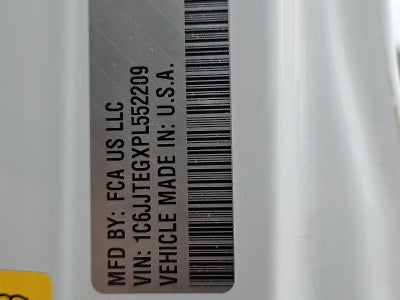 MFD BY: FCA US LLC
VIN: 1C6JJTEGXPL552209
VEHICLE MADE IN: U.S.A.